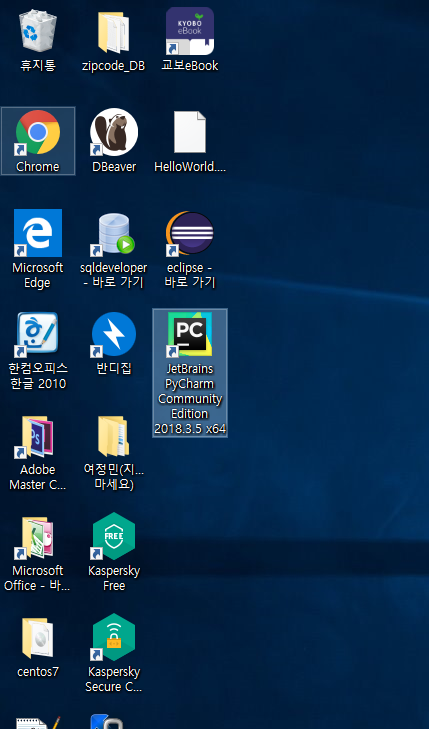 휴지통
zipcode_DB
KYOBO
eBook
교보eBook
Chrome
DBeaver
HelloWorld....
Microsoft
Edge
sqldeveloper
- 바로 가기
eclipse -
바로 가기
한컴오피스
한글 2010
반디집
PC
JetBrains
PyCharm
Community
Edition
2018.3.5 x64
Ps
Adobe
Master C...
여정민(지...
마세요)
Microsoft
Office - 바...
FREE
Kaspersky
Free
centos7
Kaspersky
Secure C...